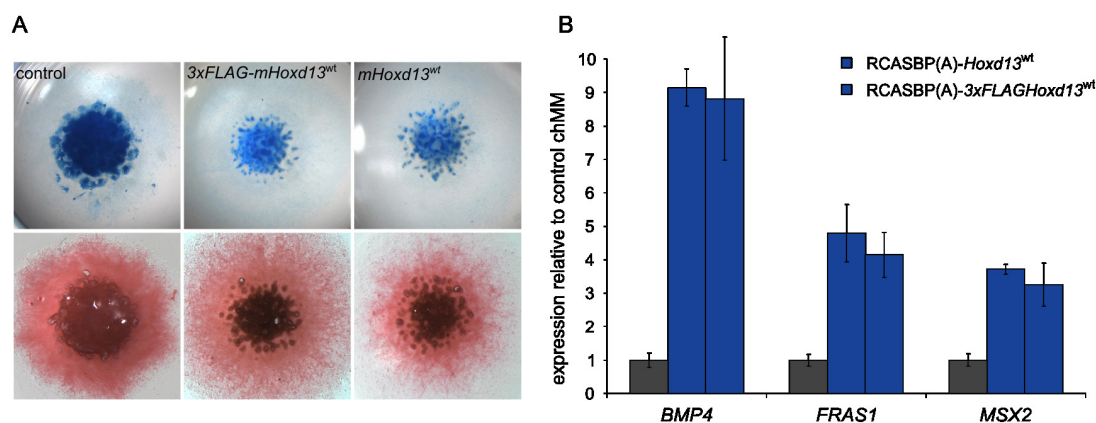 A
control
3xFLAG-mHoxd13wt
mHoxd13wt
B
expression relative to control chMM
10
9
8
7
6
5
4
3
2
1
0
RCASBP(A)-Hoxd13wt
RCASBP(A)-3xFLAGHoxd13wt
BMP4
FRAS1
MSX2